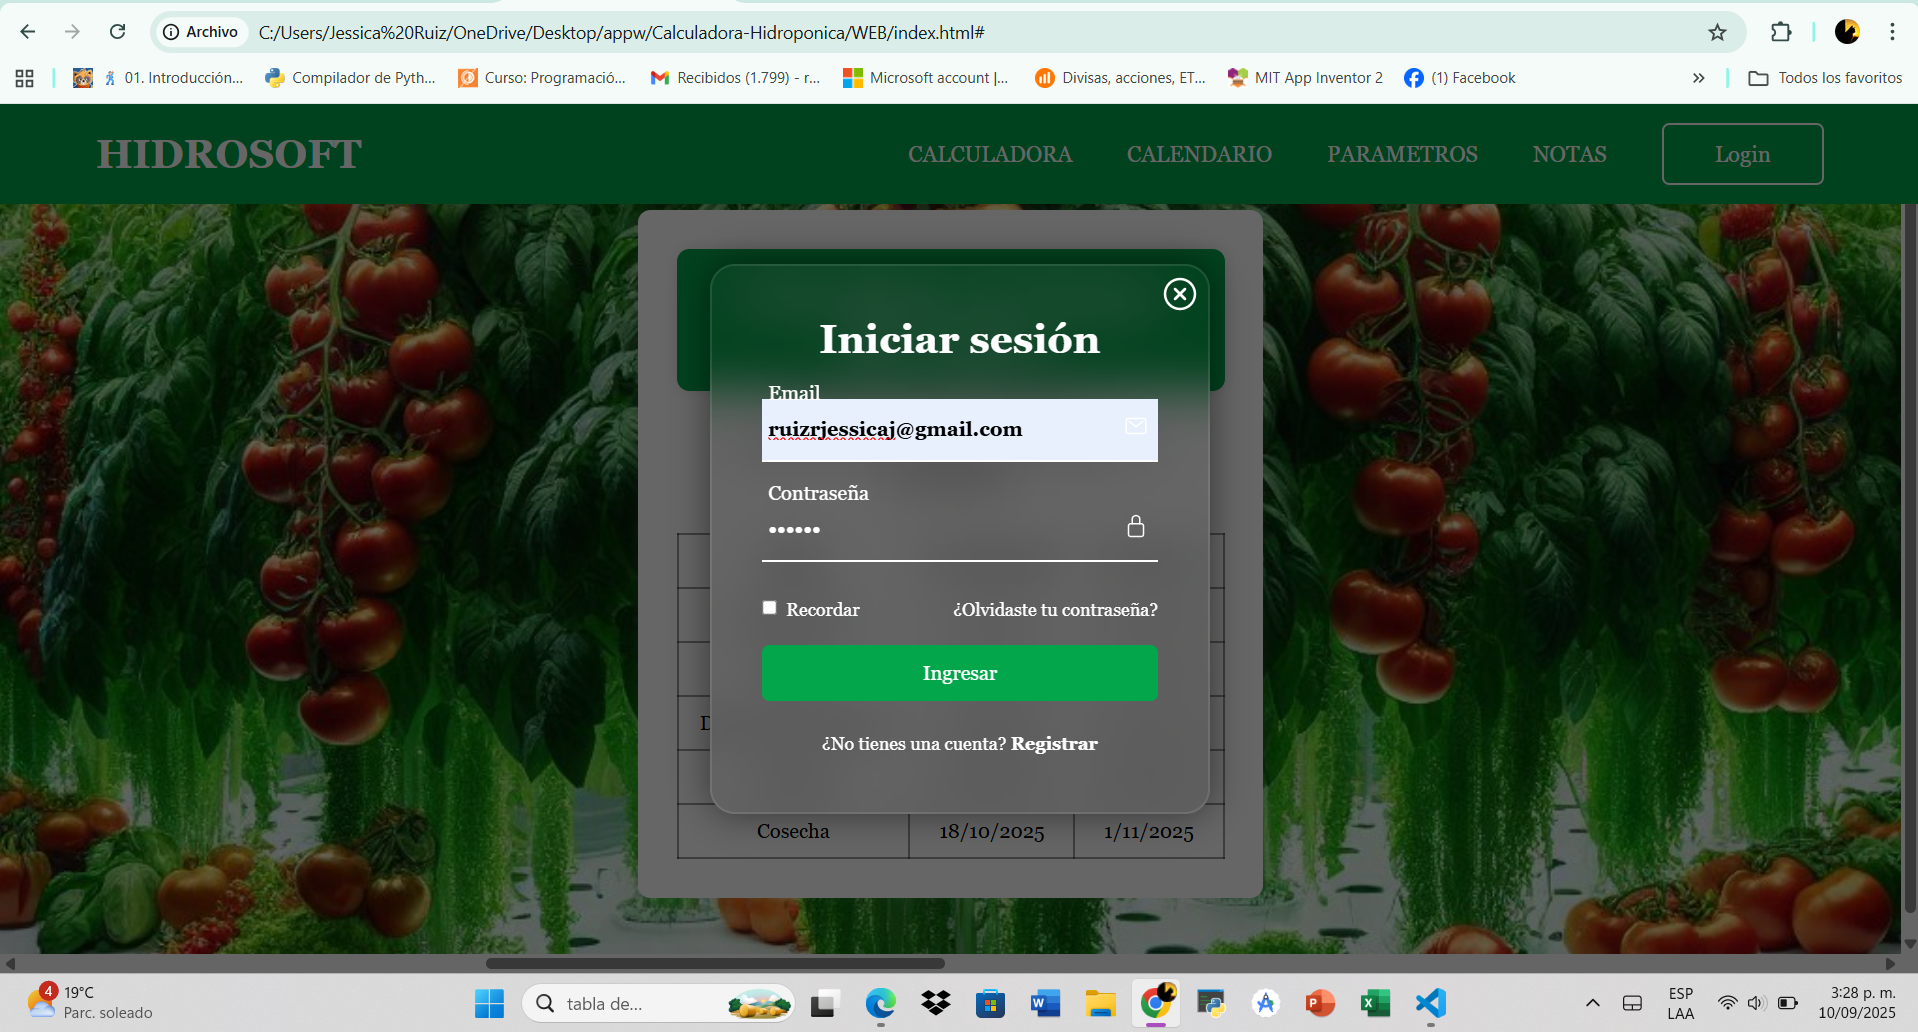 Archivo
C:/Users/Jessica%20Ruiz/OneDrive/Desktop/appw/Calculadora-Hidroponica/WEB/index.html#
01. Introducción...
Compilador de Pyth...
Curso: Programació...
Recibidos (1.799) - r...
Microsoft account |...
Divisas, acciones, ET...
MIT App Inventor 2
(1) Facebook
Todos los favoritos
HIDROSOFT
CALCULADORA
CALENDARIO
PARAMETROS
NOTAS
Login
Iniciar sesión
Email
ruizrjessicaj@gmail.com
Contraseña
••••••
Recordar
¿Olvidaste tu contraseña?
Ingresar
¿No tienes una cuenta? Registrar
Cosecha
18/10/2025
1/11/2025
4
19°C
Parc. soleado
tabla de...
ESP
LAA
3:28 p. m.
10/09/2025